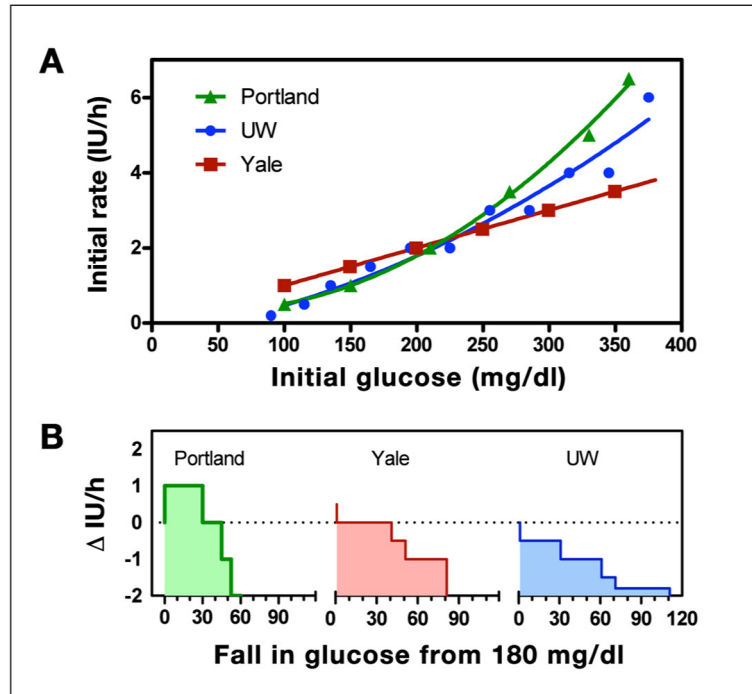 A
Initial rate (IU/h)
6
4
2
0
Portland
UW
Yale
0 50 100 150 200 250 300 350 400
Initial glucose (mg/dl)
B
Δ IU/h
2
1
0
-1
-2
Portland Yale UW
0 30 60 90 0 30 60 90 0 30 60 90 120
Fall in glucose from 180 mg/dl